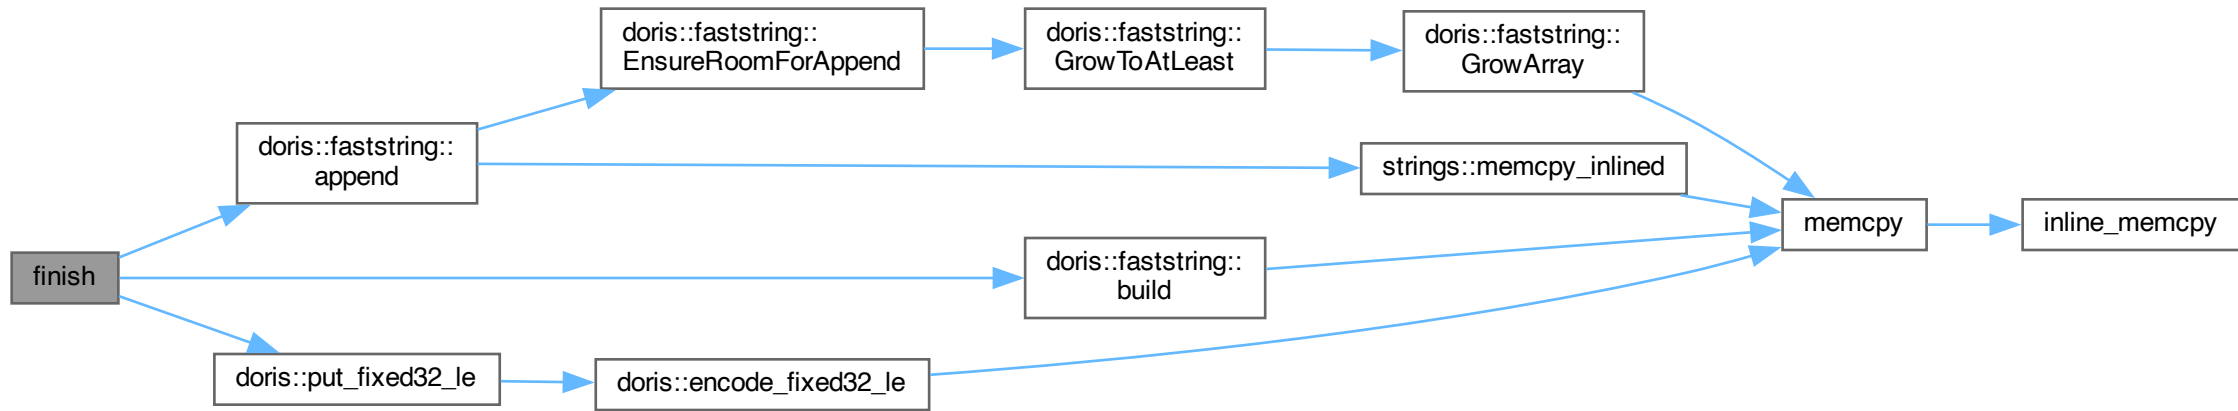 doris::faststring::
EnsureRoomForAppend
doris::faststring::
GrowToAtLeast
doris::faststring::
GrowArray
doris::faststring::
append
strings::memcpy_inlined
memcpy
inline_memcpy
finish
doris::faststring::
build
doris::put_fixed32_le
doris::encode_fixed32_le